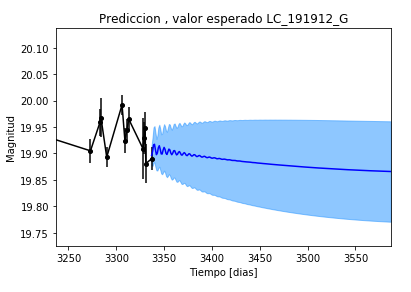 Prediccion , valor esperado LC_191912_G
20.10
20.05
20.00
19.95
19.90
19.85
19.80
19.75
Magnitud
3250 3300 3350 3400 3450 3500 3550
Tiempo [dias]